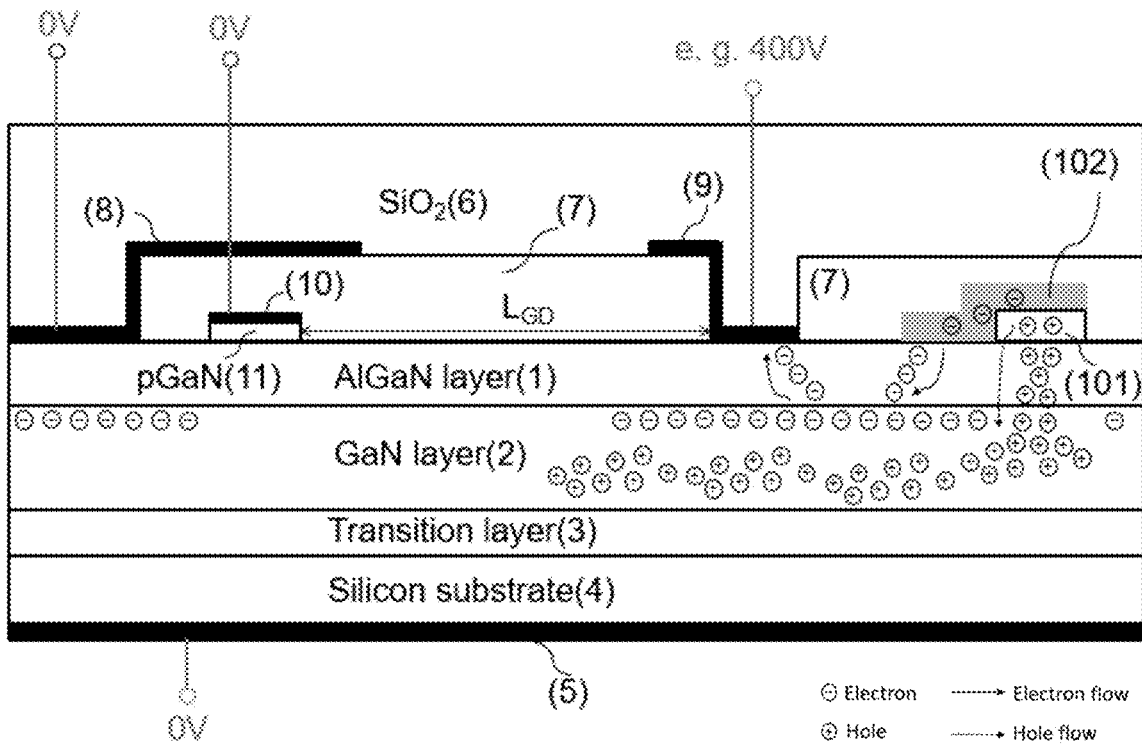 0V
0V
e. g. 400V
(102)
(8)
SiO₂(6)
(7)
(9)
(10)
(7)
L_GD
pGaN(11)
AlGaN layer(1)
(101)
GaN layer(2)
Transition layer(3)
Silicon substrate(4)
(5)
0V
⊖ Electron
Electron flow
⊕ Hole
Hole flow